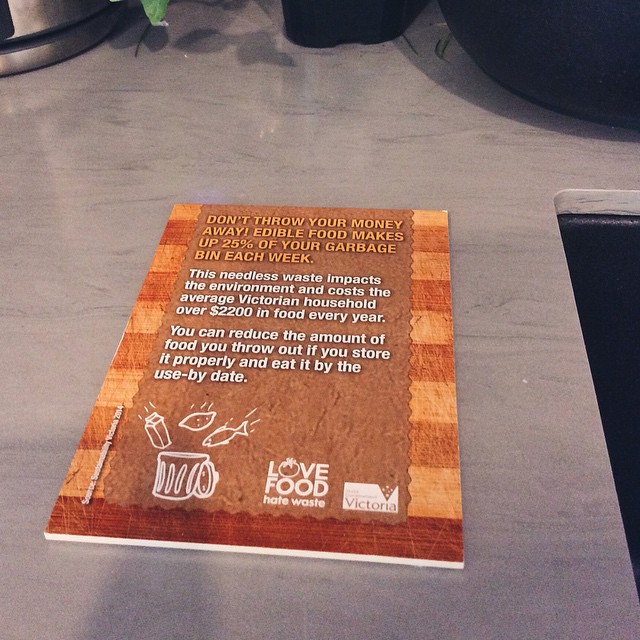 DON'T THROW YOUR MONEY
AWAY! EDIBLE FOOD MAKES
UP 25% OF YOUR GARBAGE
BIN EACH WEEK.
This needless waste impacts
the environment and costs the
average Victorian household
over $2200 in food every year.
You can reduce the amount of
food you throw out if you store
it properly and eat it by the
use-by date.
Source: Sustainability Victoria 2014
LOVE
FOOD
hate waste
Victoria